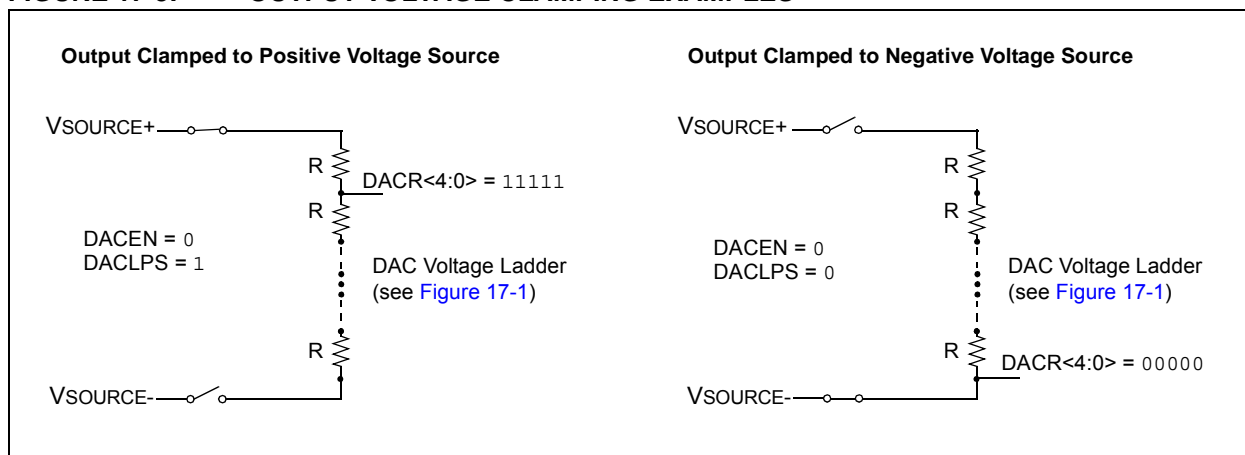 Output Clamped to Positive Voltage Source
VSOURCE+
R
DACR<4:0> = 11111
R
DACEN = 0
DACLPS = 1
DAC Voltage Ladder
(see Figure 17-1)
R
VSOURCE-
Output Clamped to Negative Voltage Source
VSOURCE+
R
R
DACEN = 0
DACLPS = 0
DAC Voltage Ladder
(see Figure 17-1)
R
DACR<4:0> = 00000
VSOURCE-